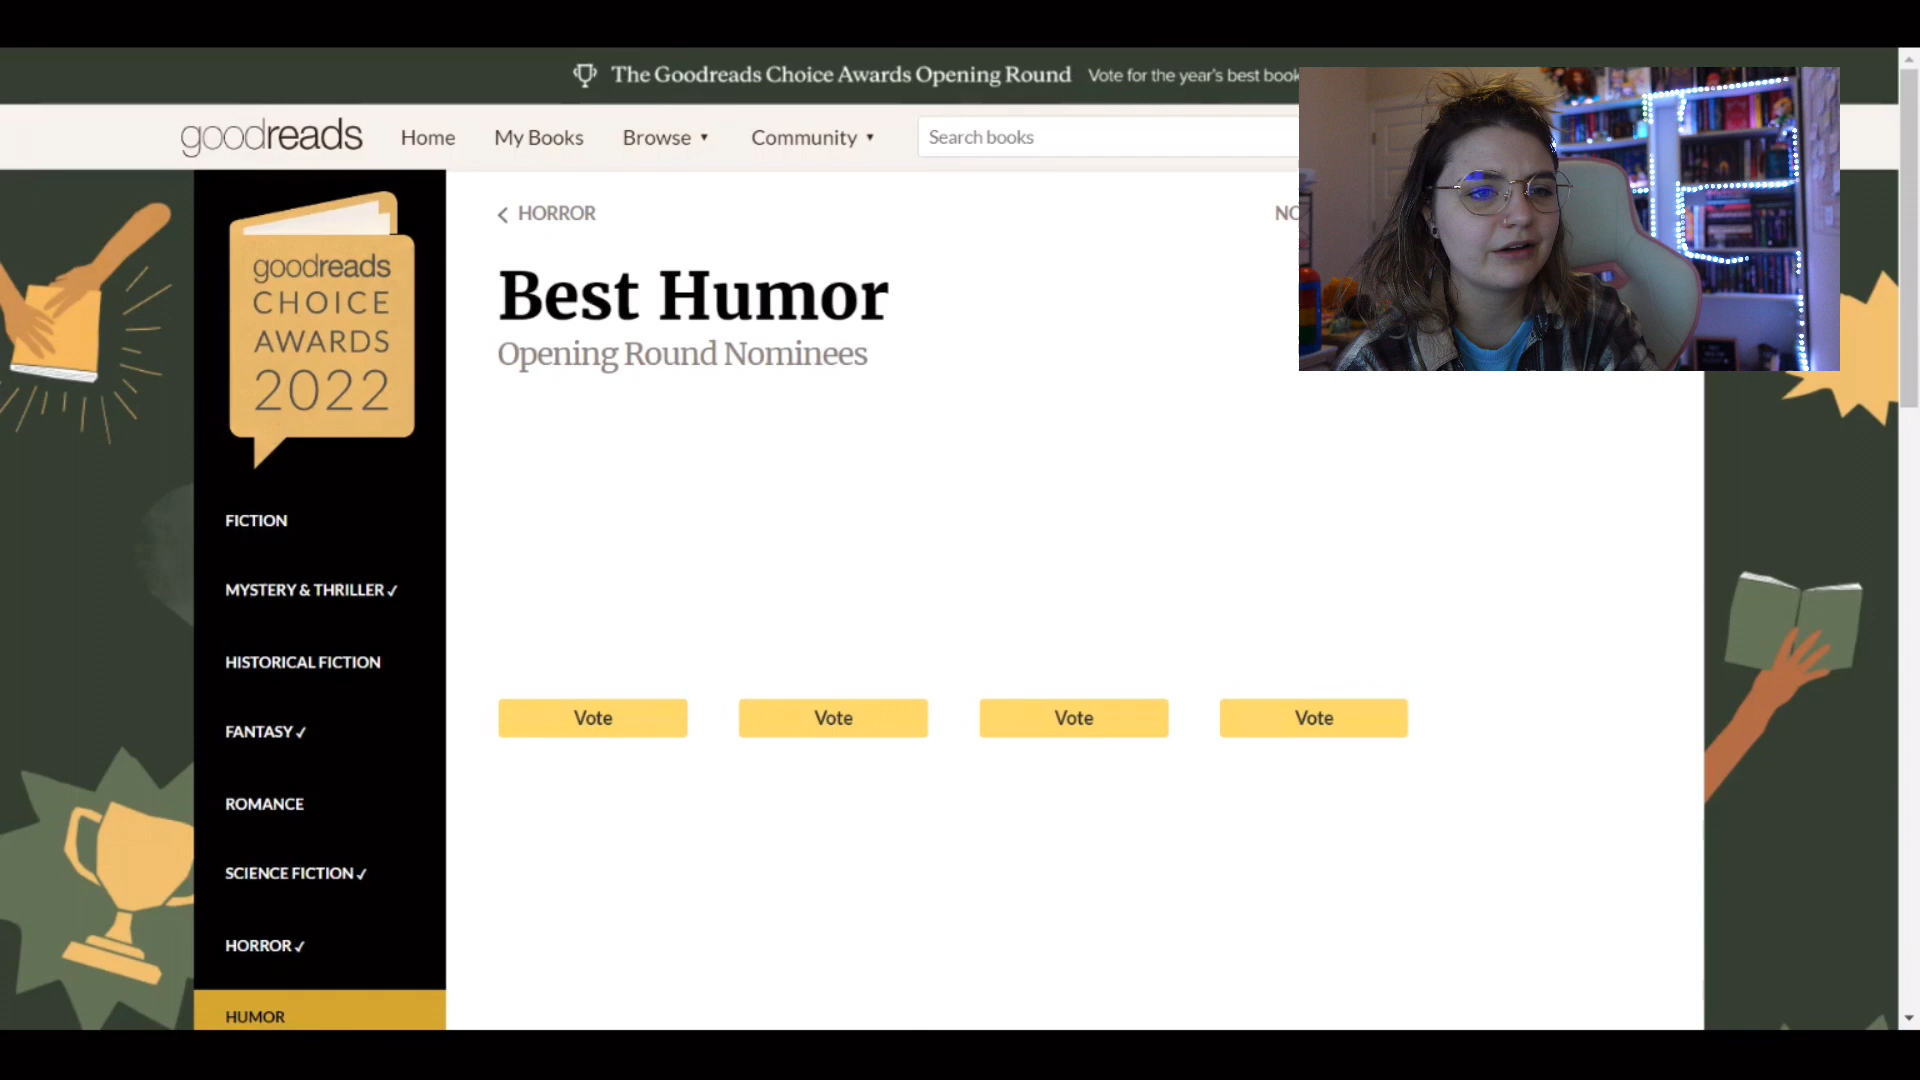 The Goodreads Choice Awards Opening Round Vote for the year's best book
goodreads Home My Books Browse Community Search books
HORROR
Best Humor
Opening Round Nominees
goodreads
CHOICE
AWARDS
2022
FICTION
MYSTERY & THRILLER ✓
HISTORICAL FICTION
FANTASY ✓
ROMANCE
SCIENCE FICTION ✓
HORROR ✓
HUMOR
Vote Vote Vote Vote